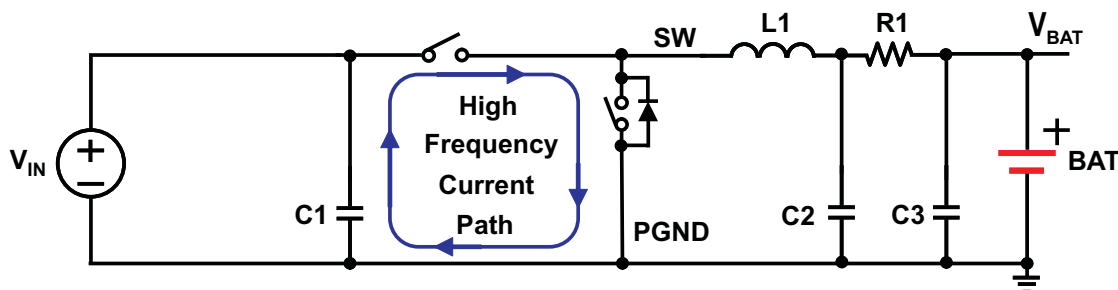 SW
L1
R1
VBAT
High
Frequency
Current
Path
VIN
+
−
C1
PGND
C2
C3
+
BAT